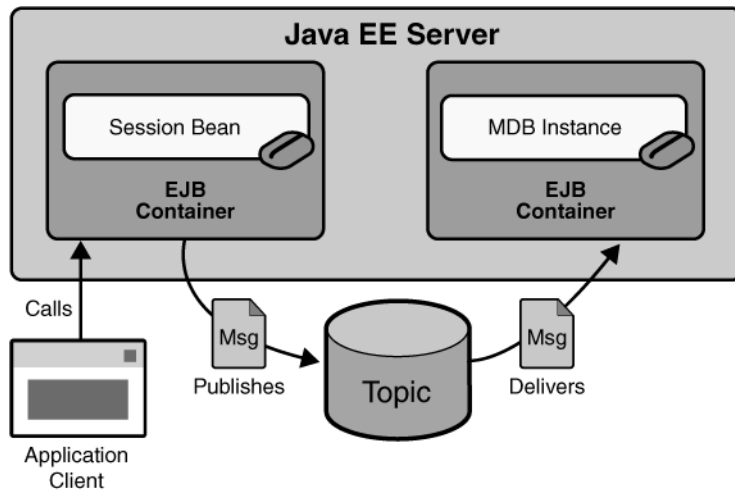 Java EE Server
Session Bean
EJB
Container
MDB Instance
EJB
Container
Calls
Msg
Publishes
Topic
Msg
Delivers
Application
Client